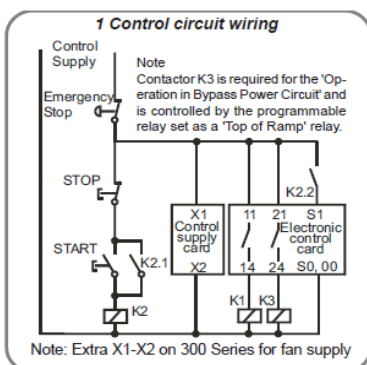 1 Control circuit wiring
Control
Supply
Note
Contactor K3 is required for the 'Op-
eration in Bypass Power Circuit' and
is controlled by the programmable
relay set as a 'Top of Ramp' relay.
Emergency
Stop
STOP
K2.2
START
K2.1
X1
Control
supply
card
X2
11 21 S1
Electronic
control
card
14 24 S0, 00
K2
K1
K3
Note: Extra X1-X2 on 300 Series for fan supply